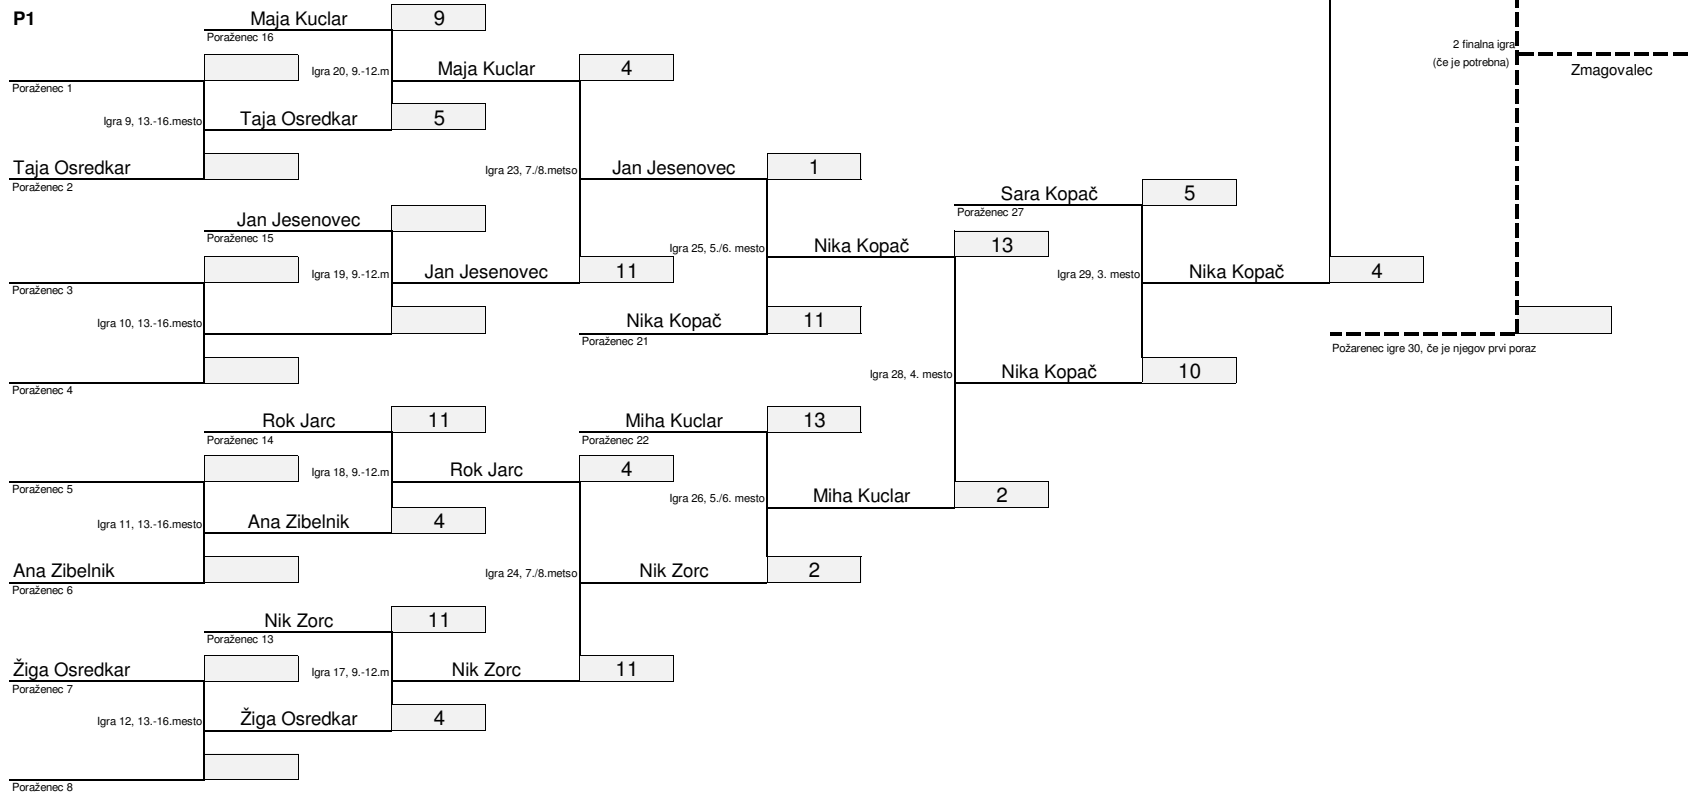 P1
Maja Kuclar 9
Poraženec 16
2 finalna igra
(če je potrebna)
Zmagovalec
Igra 20, 9.-12.m
Maja Kuclar 4
Poraženec 1
Igra 9, 13.-16.mesto
Taja Osredkar 5
Taja Osredkar
Poraženec 2
Igra 23, 7./8.metso
Jan Jesenovec 1
Sara Kopač 5
Poraženec 27
Jan Jesenovec
Poraženec 15
Igra 25, 5./6. mesto
Nika Kopač 13
Igra 19, 9.-12.m
Jan Jesenovec 11
Igra 29, 3. mesto
Nika Kopač 4
Poraženec 3
Igra 10, 13.-16.mesto
Nika Kopač 11
Poraženec 21
Požarenec igre 30, če je njegov prvi poraz
Igra 28, 4. mesto
Nika Kopač 10
Poraženec 4
Rok Jarc 11
Poraženec 14
Miha Kuclar 13
Poraženec 22
Igra 18, 9.-12.m
Rok Jarc 4
Poraženec 5
Igra 26, 5./6. mesto
Miha Kuclar 2
Igra 11, 13.-16.mesto
Ana Zibelnik 4
Ana Zibelnik
Poraženec 6
Igra 24, 7./8.metso
Nik Zorc 2
Nik Zorc 11
Poraženec 13
Žiga Osredkar
Poraženec 7
Igra 17, 9.-12.m
Nik Zorc 11
Igra 12, 13.-16.mesto
Žiga Osredkar 4
Poraženec 8